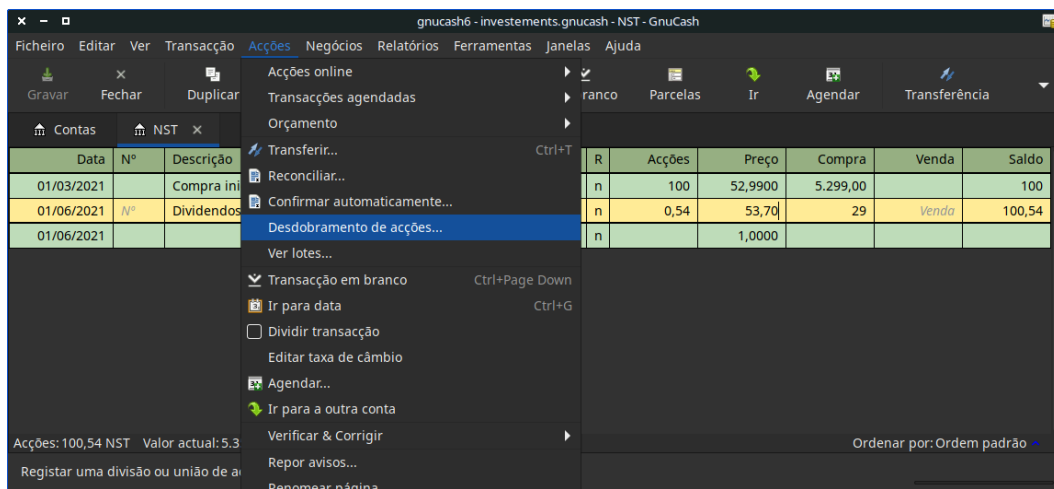 gnucash6 - investements.gnucash - NST - GnuCash
Ficheiro Editar Ver Transacção Acções Negócios Relatórios Ferramentas Janelas Ajuda
Gravar Fechar Duplicar Parcelas Ir Agendar Transferência
Contas NST
Data Nº Descrição R Acções Preço Compra Venda Saldo
01/03/2021 Compra n 100 52,9900 5.299,00 100
01/06/2021 Nº Dividendos n 0,54 53,70 29 Venda 100,54
01/06/2021 n 1,0000
Acções online
Transacções agendadas
Orçamento
Transferir... Ctrl+T
Reconciliar...
Confirmar automaticamente...
Desdobramento de acções...
Ver lotes...
Transacção em branco Ctrl+Page Down
Ir para data Ctrl+G
Dividir transacção
Editar taxa de câmbio
Agendar...
Ir para a outra conta
Verificar & Corrigir
Repor avisos...
Renomear página
Acções: 100,54 NST Valor actual: 5.3 Ordenar por: Ordem padrão
Registar uma divisão ou união de